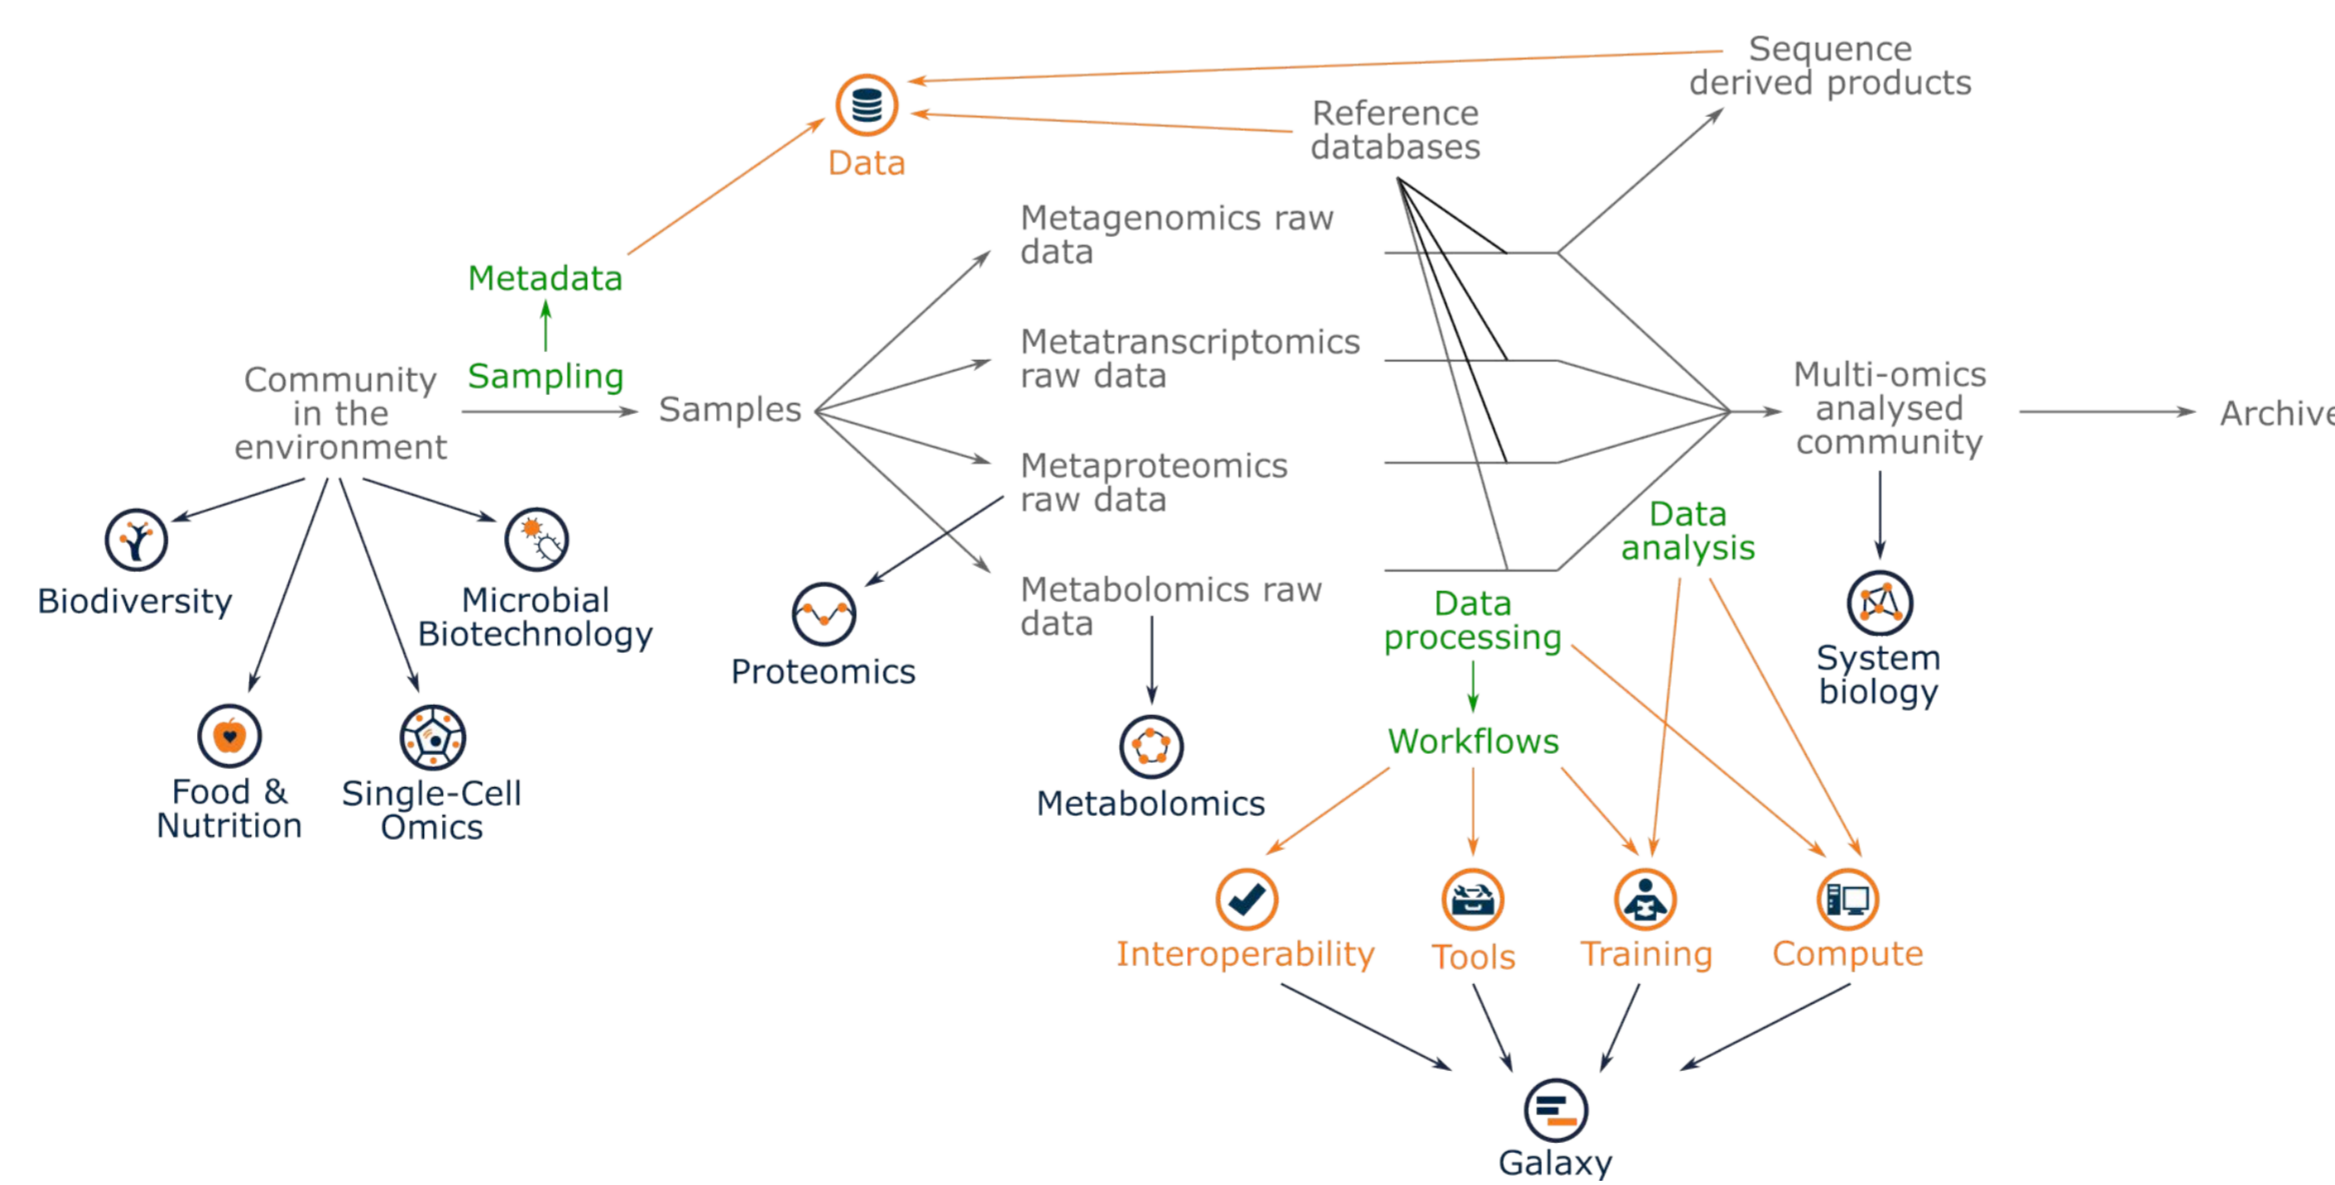 Sequence
derived products
Reference
databases
Data
Metagenomics raw
data
Metadata
Metatranscriptomics
raw data
Sampling
Community
in the
environment
Samples
Multi-omics
analysed
community
Archive
Metaproteomics
raw data
Data
analysis
Biodiversity
Microbial
Biotechnology
Metabolomics raw
data
Data
processing
Proteomics
System
biology
Workflows
Food &
Nutrition
Single-Cell
Omics
Metabolomics
Interoperability
Tools
Training
Compute
Galaxy